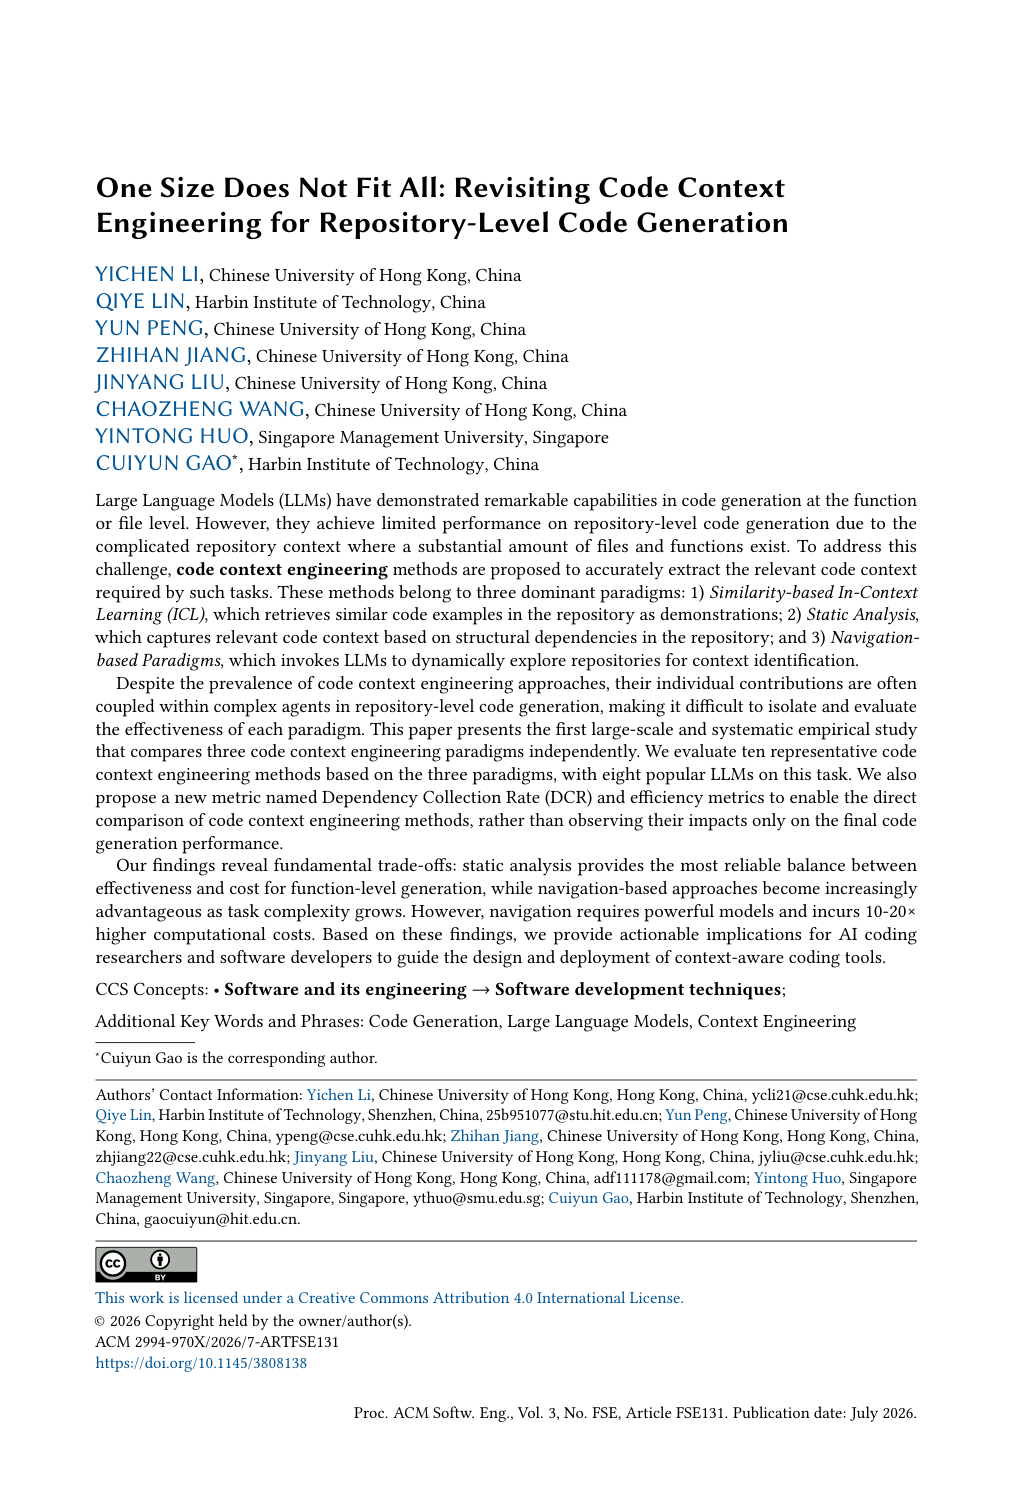 One Size Does Not Fit All: Revisiting Code Context
Engineering for Repository-Level Code Generation
YICHEN LI, Chinese University of Hong Kong, China
QIYE LIN, Harbin Institute of Technology, China
YUN PENG, Chinese University of Hong Kong, China
ZHIHAN JIANG, Chinese University of Hong Kong, China
JINYANG LIU, Chinese University of Hong Kong, China
CHAOZHENG WANG, Chinese University of Hong Kong, China
YINTONG HUO, Singapore Management University, Singapore
CUIYUN GAO*, Harbin Institute of Technology, China
Large Language Models (LLMs) have demonstrated remarkable capabilities in code generation at the function
or file level. However, they achieve limited performance on repository-level code generation due to the
complicated repository context where a substantial amount of files and functions exist. To address this
challenge, code context engineering methods are proposed to accurately extract the relevant code context
required by such tasks. These methods belong to three dominant paradigms: 1) Similarity-based In-Context
Learning (ICL), which retrieves similar code examples in the repository as demonstrations; 2) Static Analysis,
which captures relevant code context based on structural dependencies in the repository; and 3) Navigation-
based Paradigms, which invokes LLMs to dynamically explore repositories for context identification.
Despite the prevalence of code context engineering approaches, their individual contributions are often
coupled within complex agents in repository-level code generation, making it difficult to isolate and evaluate
the effectiveness of each paradigm. This paper presents the first large-scale and systematic empirical study
that compares three code context engineering paradigms independently. We evaluate ten representative code
context engineering methods based on the three paradigms, with eight popular LLMs on this task. We also
propose a new metric named Dependency Collection Rate (DCR) and efficiency metrics to enable the direct
comparison of code context engineering methods, rather than observing their impacts only on the final code
generation performance.
Our findings reveal fundamental trade-offs: static analysis provides the most reliable balance between
effectiveness and cost for function-level generation, while navigation-based approaches become increasingly
advantageous as task complexity grows. However, navigation requires powerful models and incurs 10-20×
higher computational costs. Based on these findings, we provide actionable implications for AI coding
researchers and software developers to guide the design and deployment of context-aware coding tools.
CCS Concepts: • Software and its engineering → Software development techniques;
Additional Key Words and Phrases: Code Generation, Large Language Models, Context Engineering
*Cuiyun Gao is the corresponding author.
Authors' Contact Information: Yichen Li, Chinese University of Hong Kong, Hong Kong, China, ycli21@cse.cuhk.edu.hk;
Qiye Lin, Harbin Institute of Technology, Shenzhen, China, 25b951077@stu.hit.edu.cn; Yun Peng, Chinese University of Hong
Kong, Hong Kong, China, ypeng@cse.cuhk.edu.hk; Zhihan Jiang, Chinese University of Hong Kong, Hong Kong, China,
zhjiang22@cse.cuhk.edu.hk; Jinyang Liu, Chinese University of Hong Kong, Hong Kong, China, jyliu@cse.cuhk.edu.hk;
Chaozheng Wang, Chinese University of Hong Kong, Hong Kong, China, adf111178@gmail.com; Yintong Huo, Singapore
Management University, Singapore, Singapore, ythuo@smu.edu.sg; Cuiyun Gao, Harbin Institute of Technology, Shenzhen,
China, gaocuiyun@hit.edu.cn.
cc BY
This work is licensed under a Creative Commons Attribution 4.0 International License.
© 2026 Copyright held by the owner/author(s).
ACM 2994-970X/2026/7-ARTFSE131
https://doi.org/10.1145/3808138
Proc. ACM Softw. Eng., Vol. 3, No. FSE, Article FSE131. Publication date: July 2026.